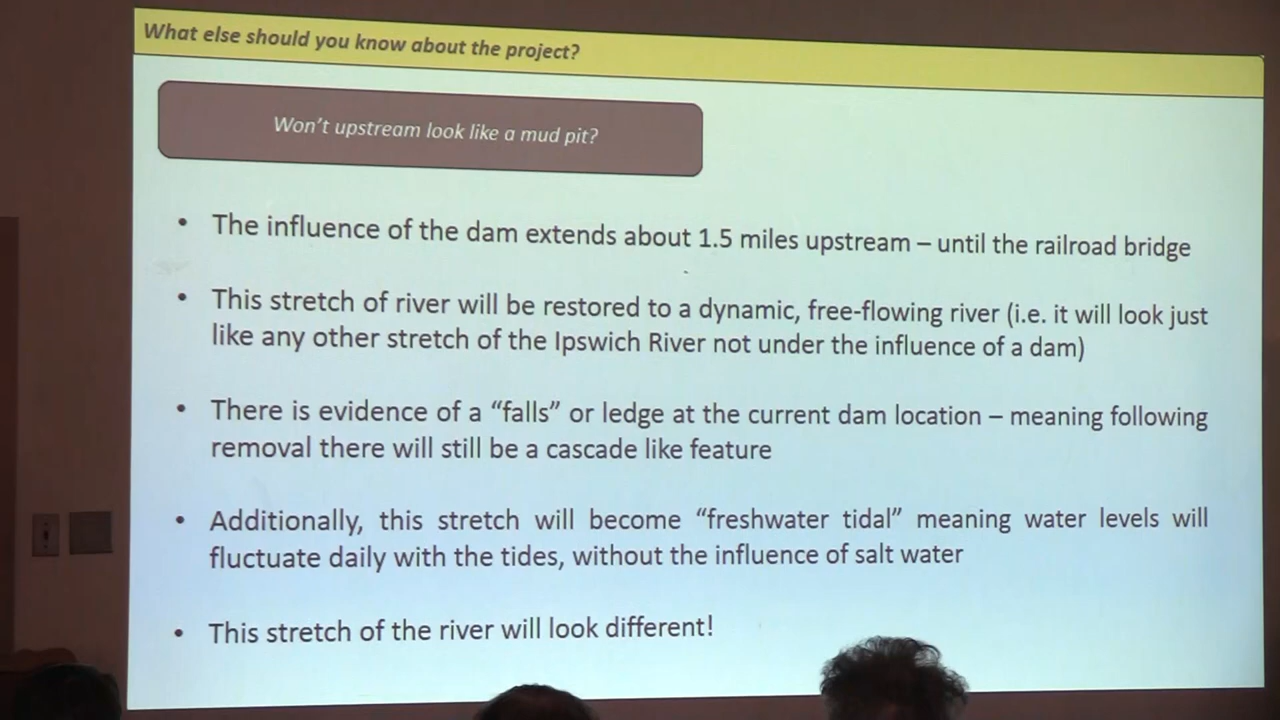 What else should you know about the project?
Won't upstream look like a mud pit?
• The influence of the dam extends about 1.5 miles upstream – until the railroad bridge
• This stretch of river will be restored to a dynamic, free-flowing river (i.e. it will look just
like any other stretch of the Ipswich River not under the influence of a dam)
• There is evidence of a “falls” or ledge at the current dam location – meaning following
removal there will still be a cascade like feature
• Additionally, this stretch will become “freshwater tidal” meaning water levels will
fluctuate daily with the tides, without the influence of salt water
• This stretch of the river will look different!